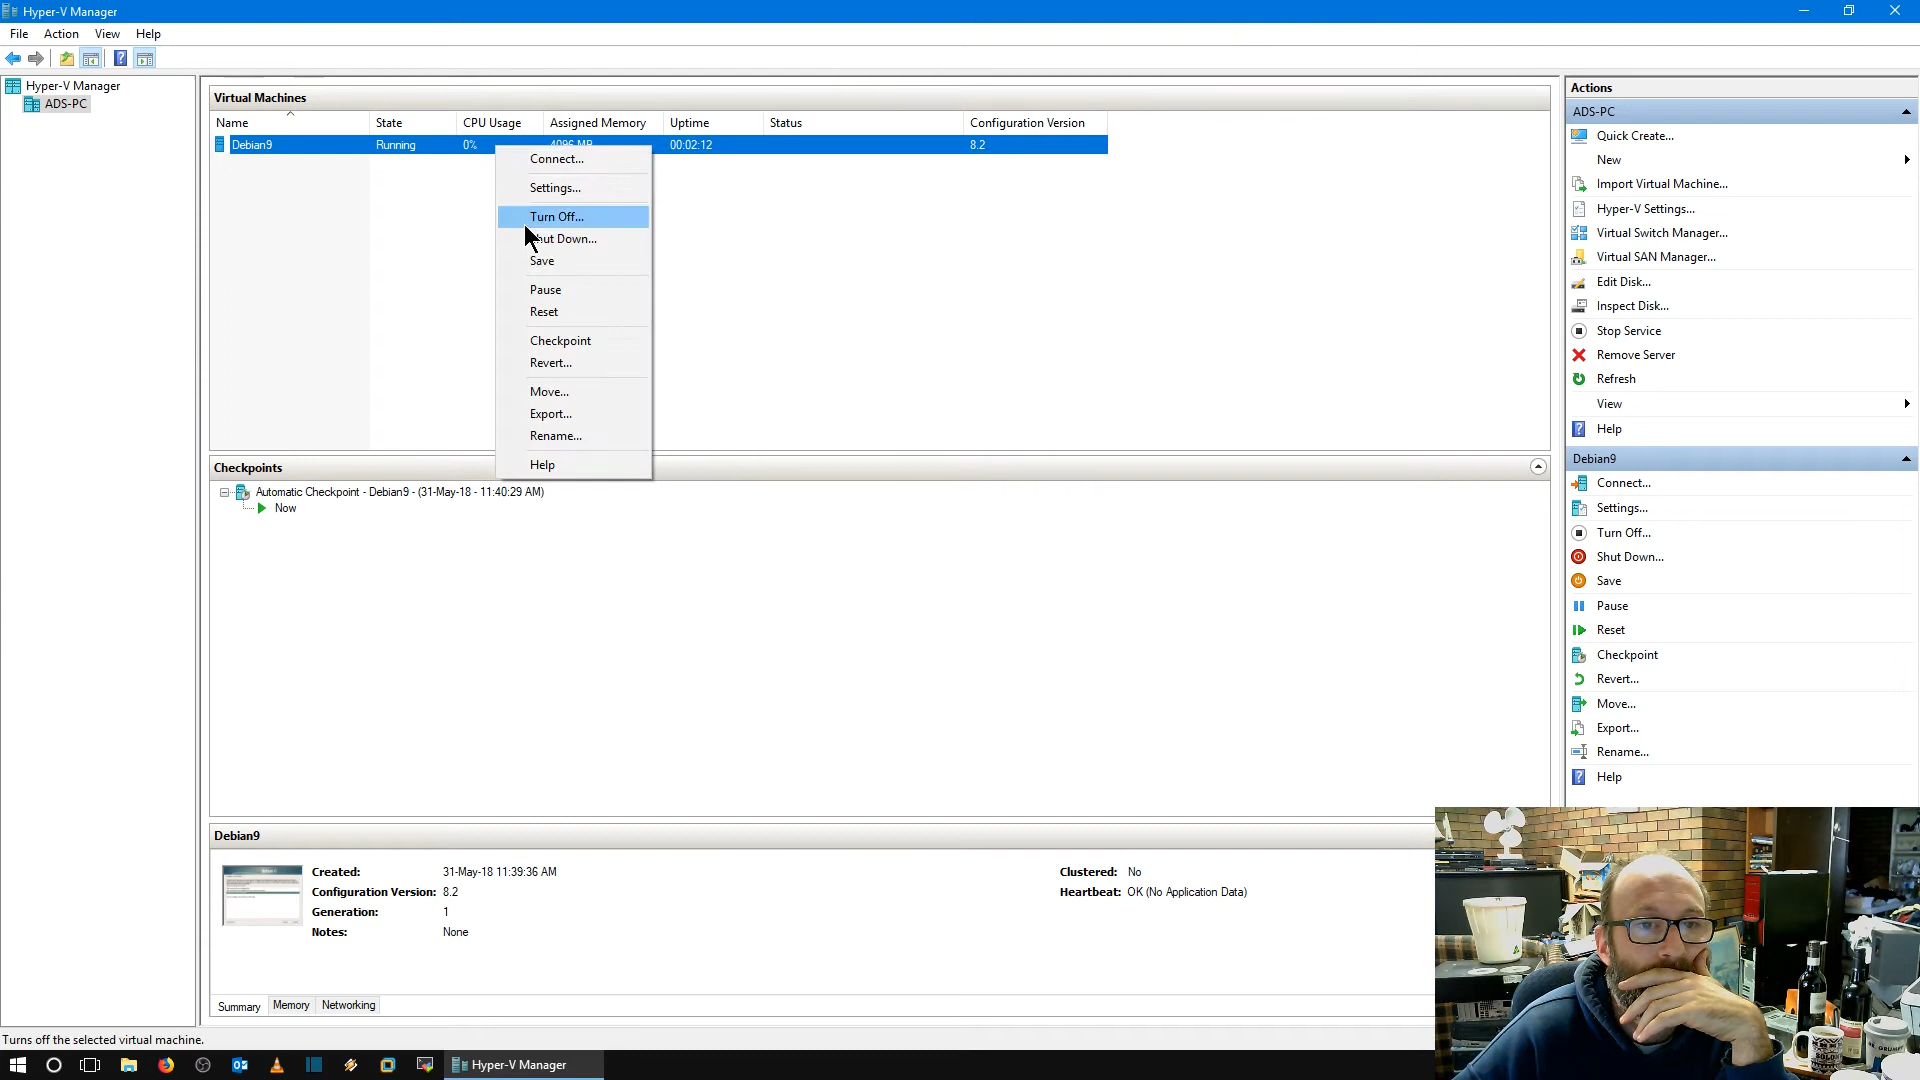 Hyper-V Manager
File Action View Help
Hyper-V Manager
ADS-PC
Virtual Machines
Name State CPU Usage Assigned Memory Uptime Status Configuration Version
Debian9 Running 0% 4096 MB 00:02:12 8.2
Connect...
Settings...
Turn Off...
Shut Down...
Save
Pause
Reset
Checkpoint
Revert...
Move...
Export...
Rename...
Help
Checkpoints
Automatic Checkpoint - Debian9 - (31-May-18 - 11:40:29 AM)
Now
Debian9
Created: 31-May-18 11:39:36 AM
Configuration Version: 8.2
Generation: 1
Notes: None
Clustered: No
Heartbeat: OK (No Application Data)
Summary Memory Networking
Actions
ADS-PC
Quick Create...
New
Import Virtual Machine...
Hyper-V Settings...
Virtual Switch Manager...
Virtual SAN Manager...
Edit Disk...
Inspect Disk...
Stop Service
Remove Server
Refresh
View
Help
Debian9
Connect...
Settings...
Turn Off...
Shut Down...
Save
Pause
Reset
Checkpoint
Revert...
Move...
Export...
Rename...
Help
Turns off the selected virtual machine.
Hyper-V Manager